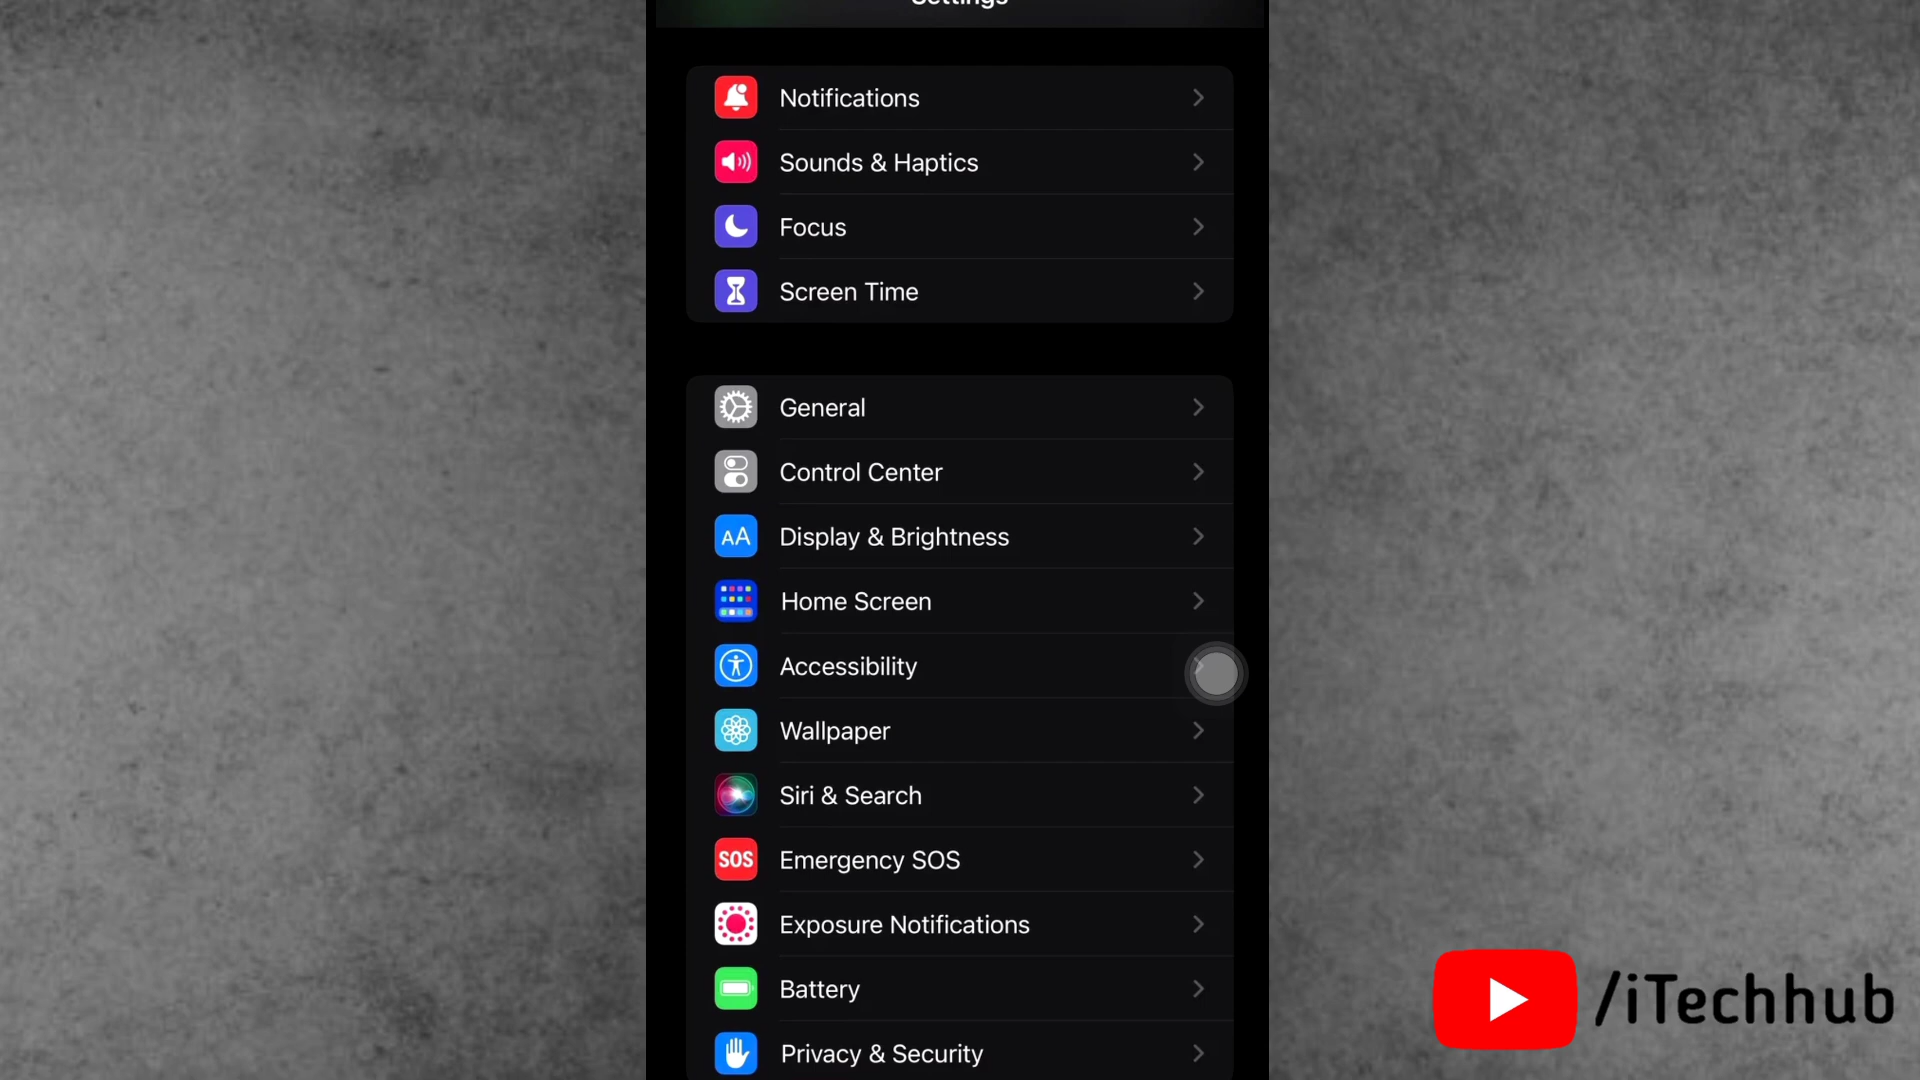 Settings
Notifications
Sounds & Haptics
Focus
Screen Time
General
Control Center
AA Display & Brightness
Home Screen
Accessibility
Wallpaper
Siri & Search
SOS Emergency SOS
Exposure Notifications
Battery
Privacy & Security
/iTechhub